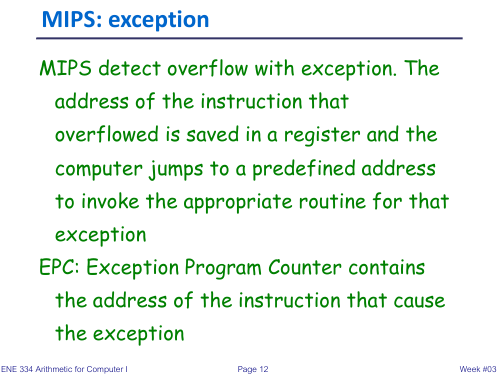 MIPS: exception
MIPS detect overflow with exception. The
address of the instruction that
overflowed is saved in a register and the
computer jumps to a predefined address
to invoke the appropriate routine for that
exception
EPC: Exception Program Counter contains
the address of the instruction that cause
the exception
ENE 334 Arithmetic for Computer I
Page 12
Week #03